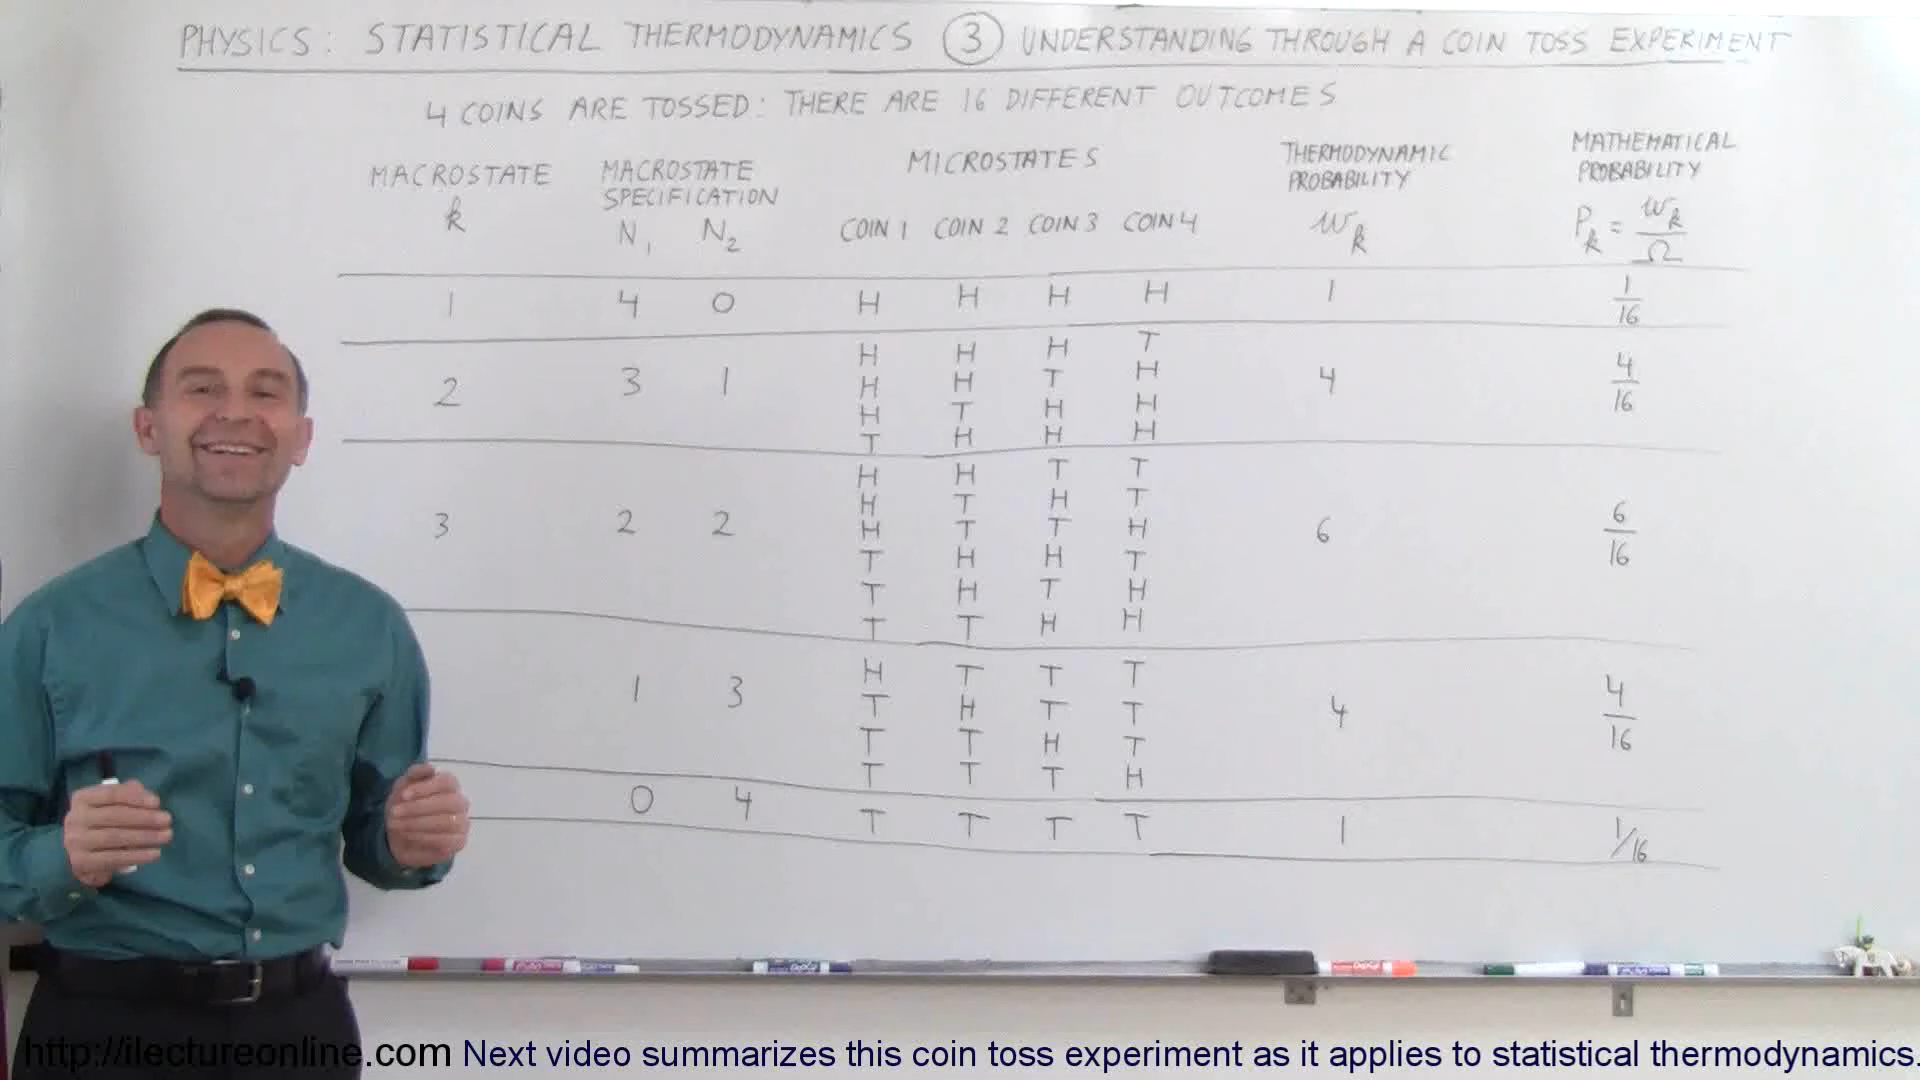 PHYSICS: STATISTICAL THERMODYNAMICS ③ UNDERSTANDING THROUGH A COIN TOSS EXPERIMENT
4 COINS ARE TOSSED: THERE ARE 16 DIFFERENT OUTCOMES
MACROSTATE
k
MACROSTATE
SPECIFICATION
N₁ N₂
MICROSTATES
COIN 1 COIN 2 COIN 3 COIN 4
THERMODYNAMIC
PROBABILITY
wₖ
MATHEMATICAL
PROBABILITY
Pₖ = wₖ/Ω
1 4 0 H H H H 1 1/16
2 3 1 4 4/16
H H H T
H H T H
H T H H
T H H H
3 2 2 6 6/16
H H T T
H T H T
H T T H
T H H T
T H T H
T T H H
1 3 4 4/16
H T T T
T H T T
T T H T
T T T H
0 4 T T T T 1 1/16
http://ilectureonline.com Next video summarizes this coin toss experiment as it applies to statistical thermodynamics.